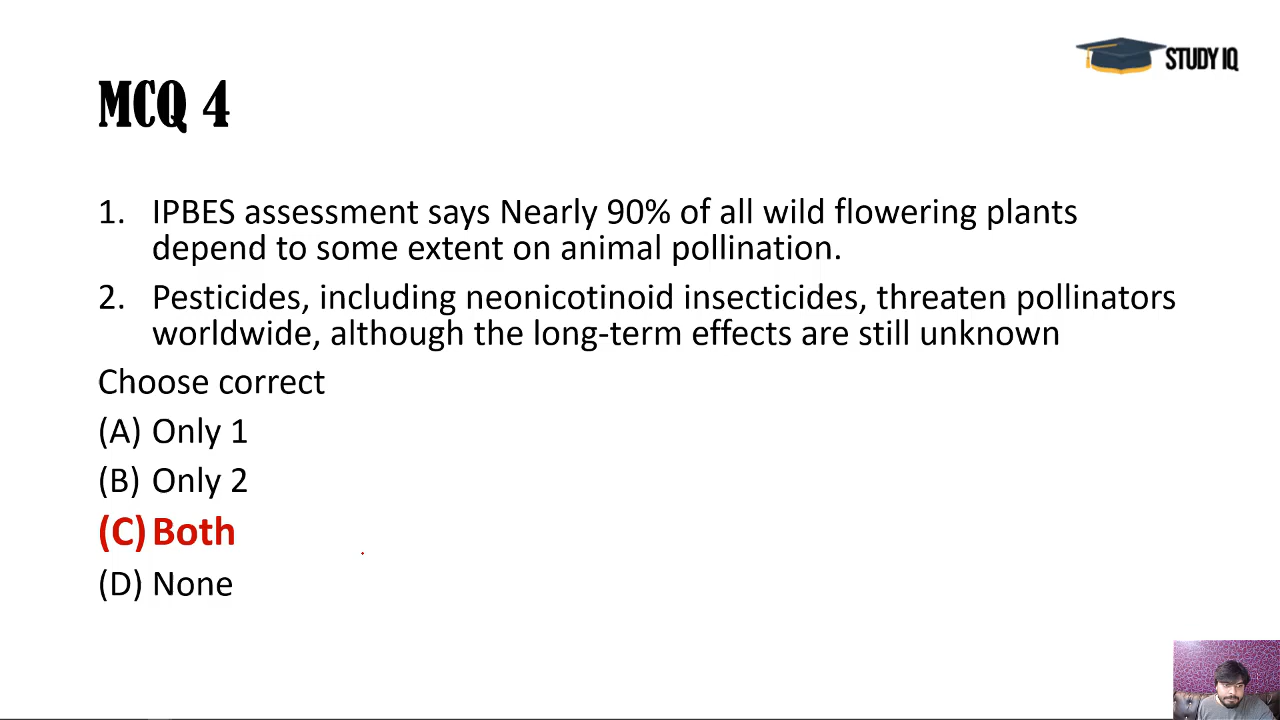 STUDY IQ
MCQ 4
1. IPBES assessment says Nearly 90% of all wild flowering plants
depend to some extent on animal pollination.
2. Pesticides, including neonicotinoid insecticides, threaten pollinators
worldwide, although the long-term effects are still unknown
Choose correct
(A) Only 1
(B) Only 2
(C) Both
(D) None